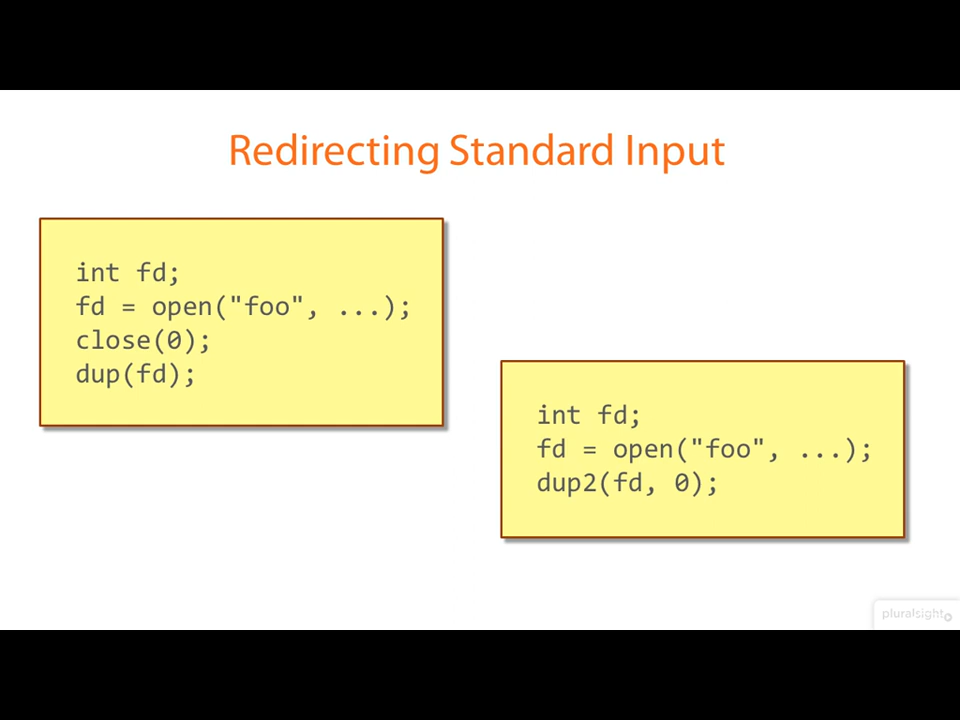 Redirecting Standard Input
int fd;
fd = open("foo", ...);
close(0);
dup(fd);
int fd;
fd = open("foo", ...);
dup2(fd, 0);
pluralsight